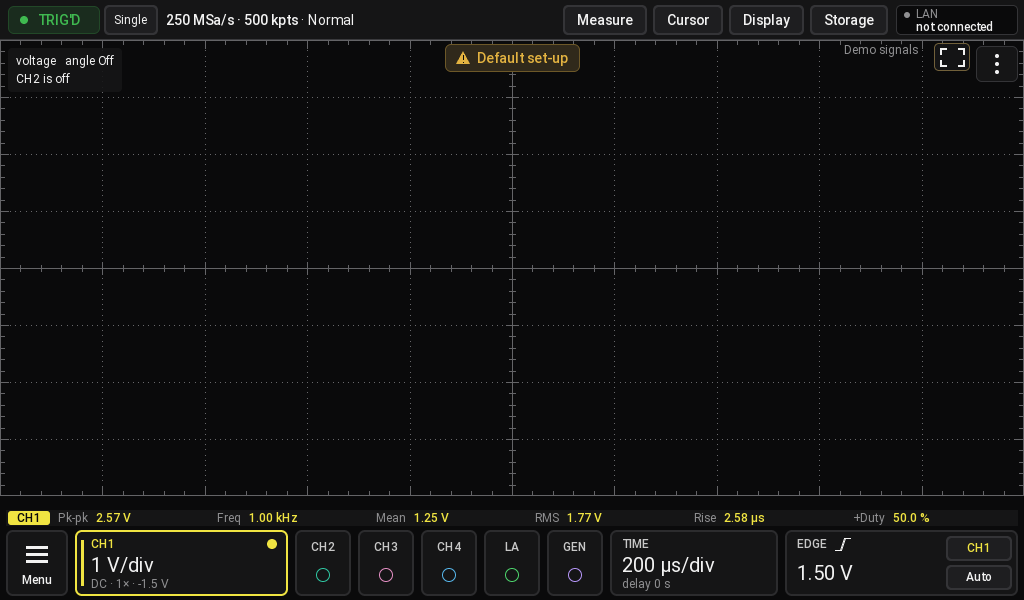 TRIG'D
Single
250 MSa/s · 500 kpts · Normal
Measure
Cursor
Display
Storage
LAN
not connected
voltage angle Off
CH2 is off
Default set-up
Demo signals
CH1 Pk-pk 2.57 V Freq 1.00 kHz Mean 1.25 V RMS 1.77 V Rise 2.58 µs +Duty 50.0 %
Menu
CH1
1 V/div
DC · 1× · -1.5 V
CH2
CH3
CH4
LA
GEN
TIME
200 µs/div
delay 0 s
EDGE
1.50 V
CH1
Auto